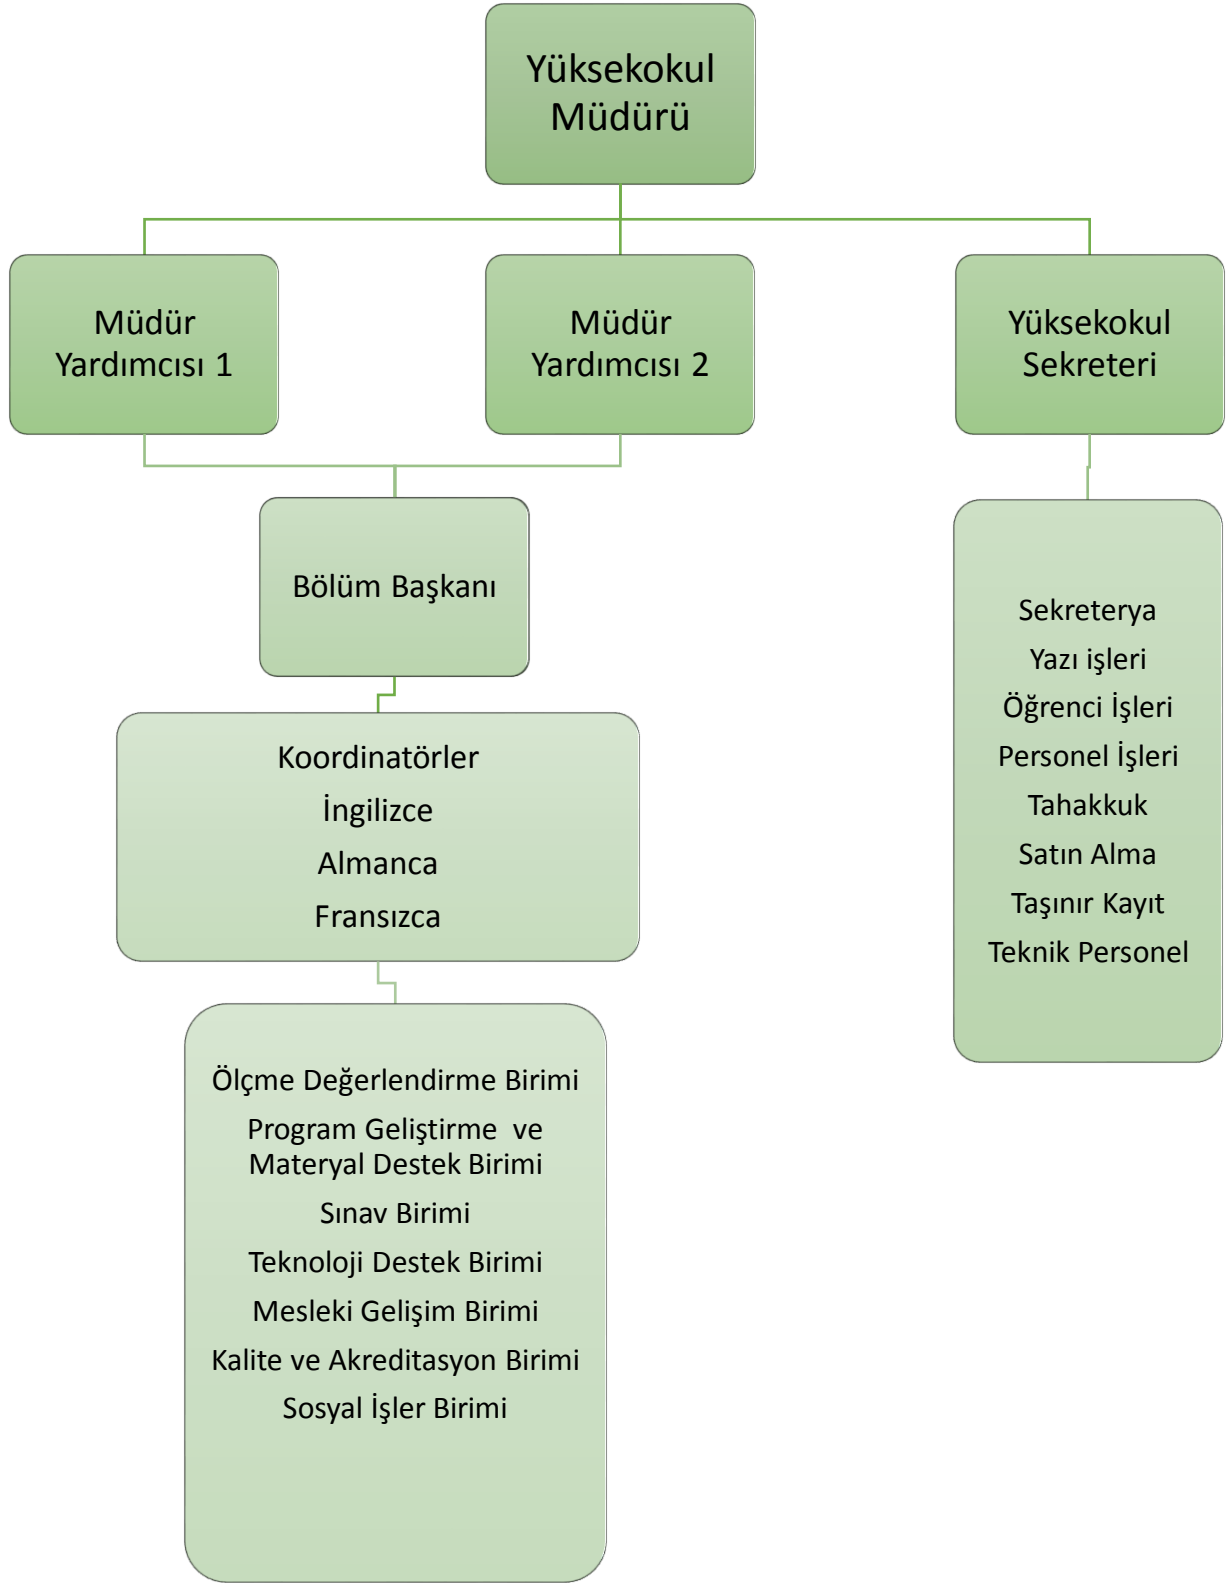 Yüksekokul
Müdürü
Müdür
Yardımcısı 1
Müdür
Yardımcısı 2
Yüksekokul
Sekreteri
Bölüm Başkanı
Koordinatörler
İngilizce
Almanca
Fransızca
Ölçme Değerlendirme Birimi
Program Geliştirme  ve
Materyal Destek Birimi
Sınav Birimi
Teknoloji Destek Birimi
Mesleki Gelişim Birimi
Kalite ve Akreditasyon Birimi
Sosyal İşler Birimi
Sekreterya
Yazı işleri
Öğrenci İşleri
Personel İşleri
Tahakkuk
Satın Alma
Taşınır Kayıt
Teknik Personel